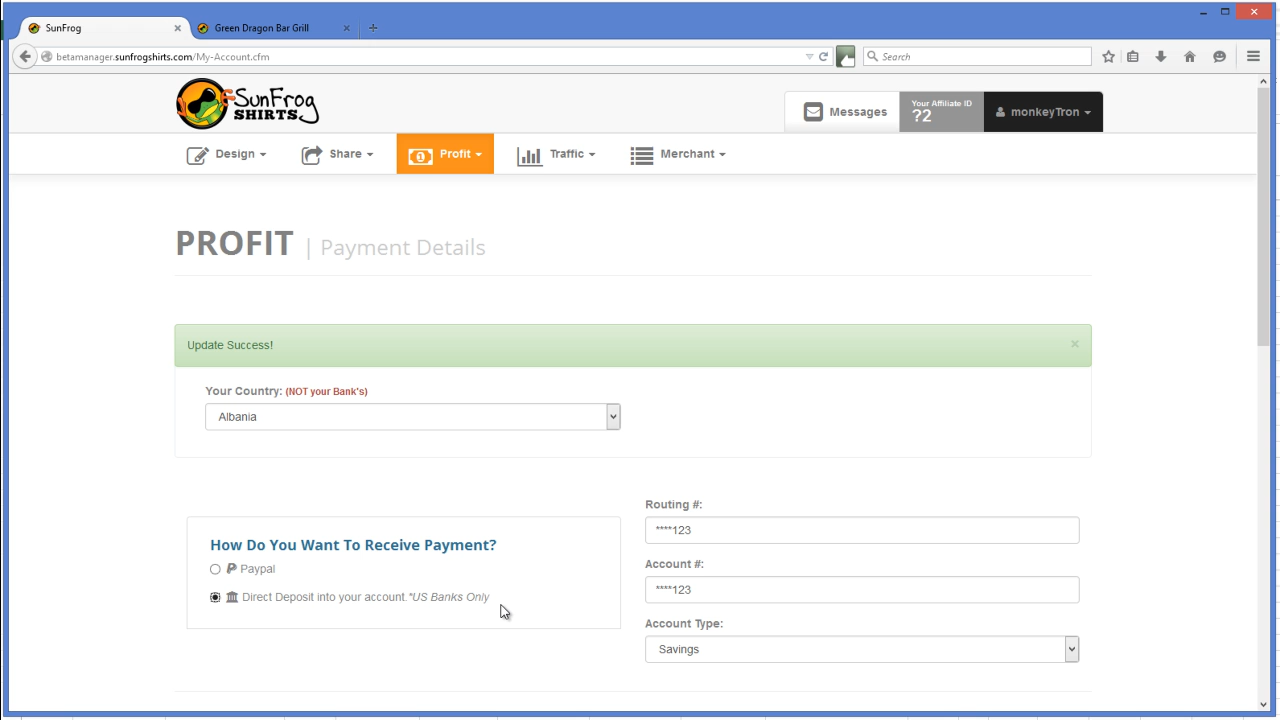 SunFrog
Green Dragon Bar Grill
betamanager.sunfrogshirts.com/My-Account.cfm
Search
SunFrog
SHIRTS
Messages
Your Affiliate ID
?2
monkeyTron
Design
Share
Profit
Traffic
Merchant
PROFIT | Payment Details
Update Success!
Your Country: (NOT your Bank's)
Albania
How Do You Want To Receive Payment?
Paypal
Direct Deposit into your account.*US Banks Only
Routing #:
****123
Account #:
****123
Account Type:
Savings